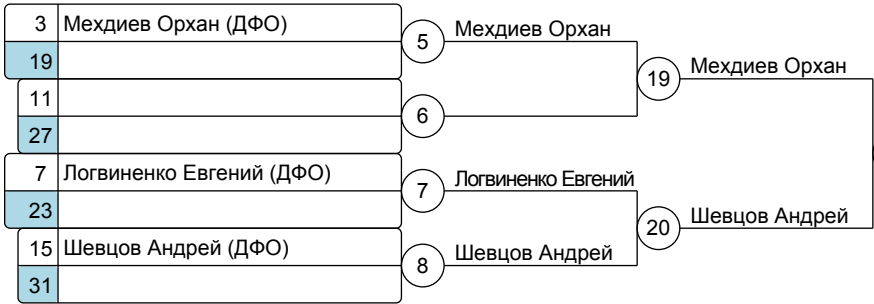 3 Мехдиев Орхан (ДФО)
19
5 Мехдиев Орхан
11
27
6
19 Мехдиев Орхан
7 Логвиненко Евгений (ДФО)
23
7 Логвиненко Евгений
15 Шевцов Андрей (ДФО)
31
8 Шевцов Андрей
20 Шевцов Андрей